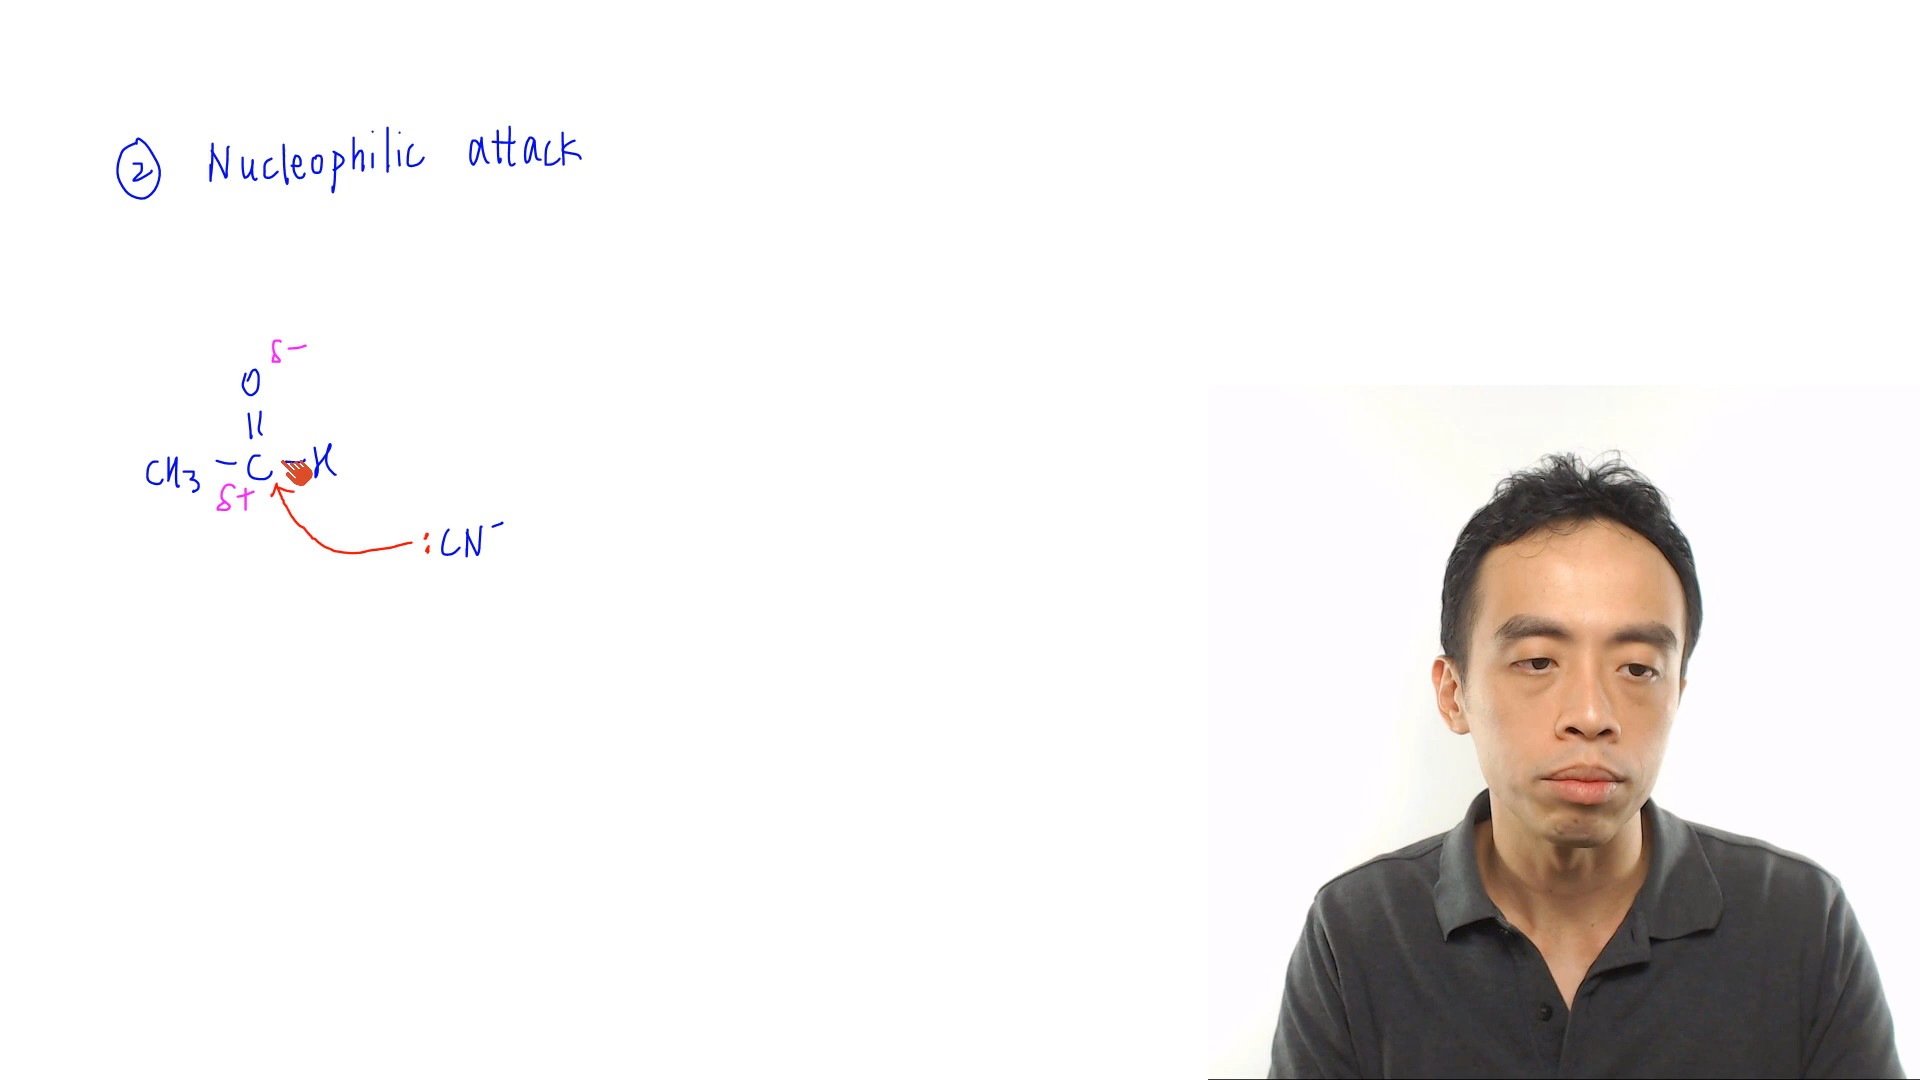 ② Nucleophilic attack
δ-
O
||
CH3 - C - H
δ+
:CN⁻